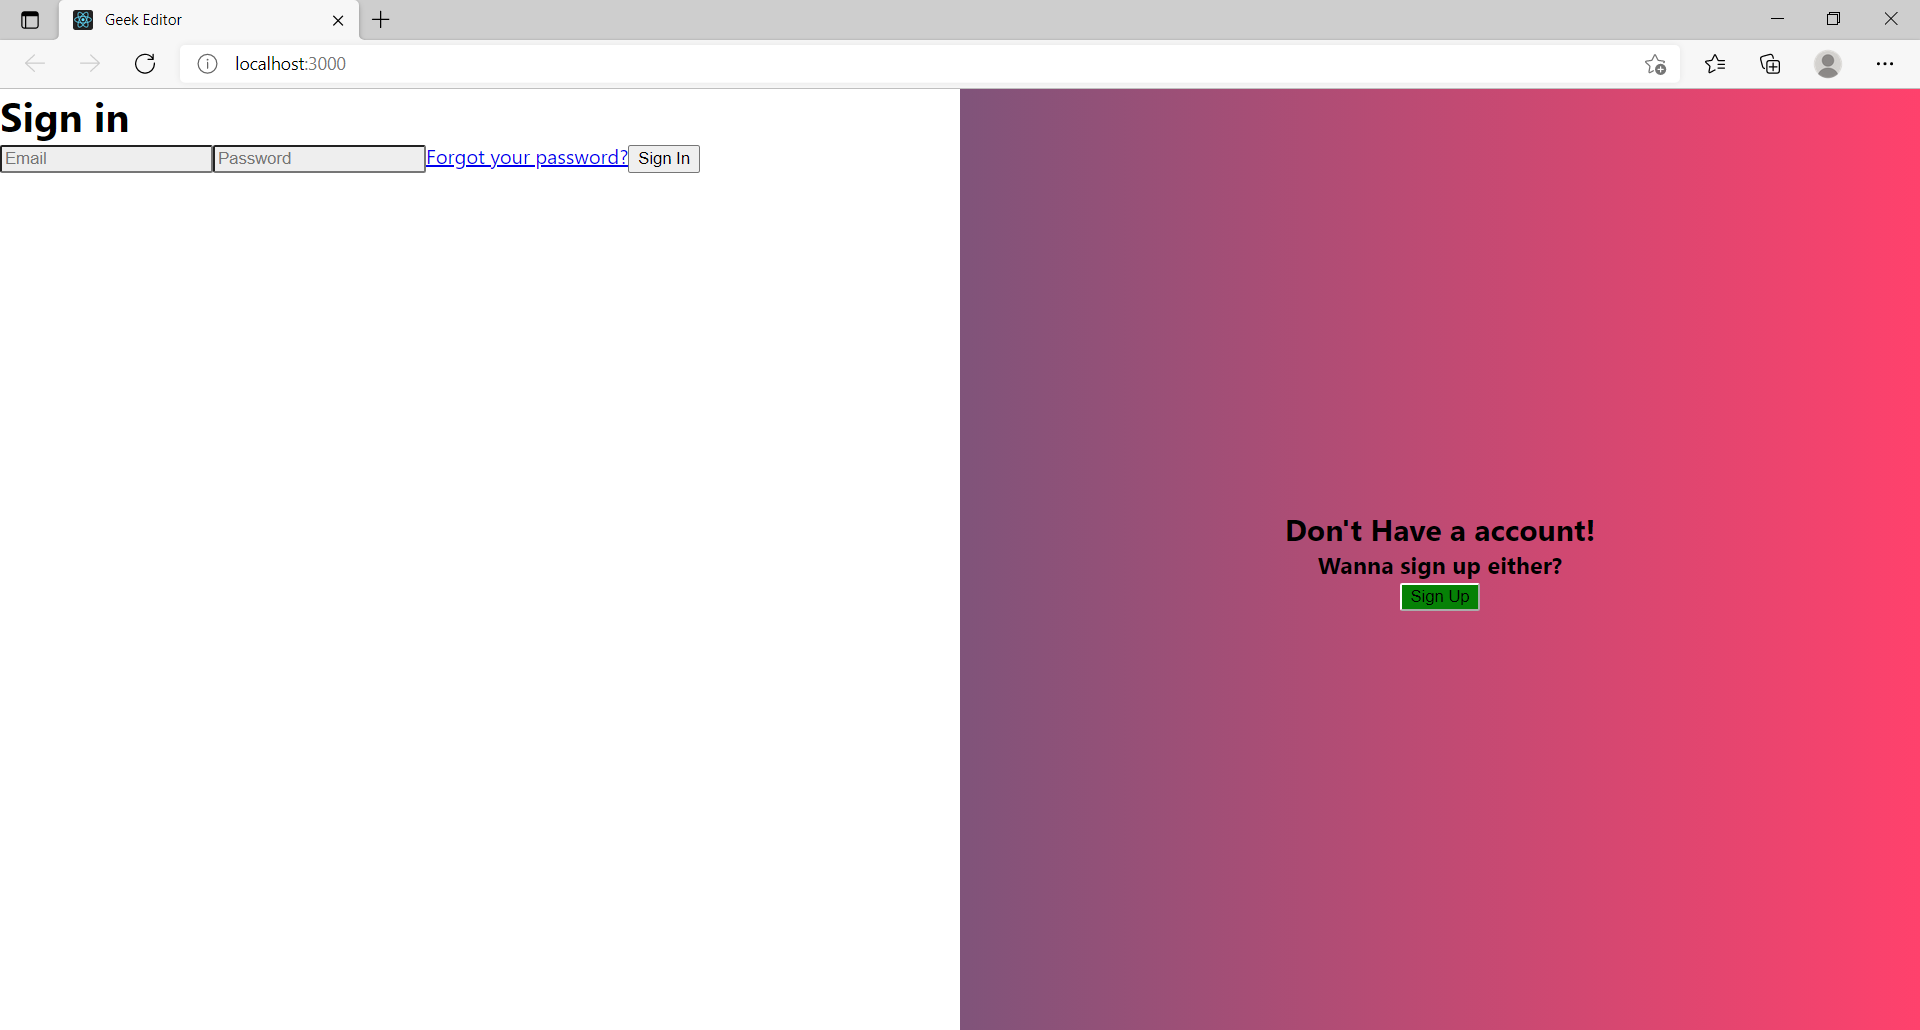 Geek Editor
localhost:3000
Sign in
Email Password Forgot your password? Sign In
Don't Have a account!
Wanna sign up either?
Sign Up